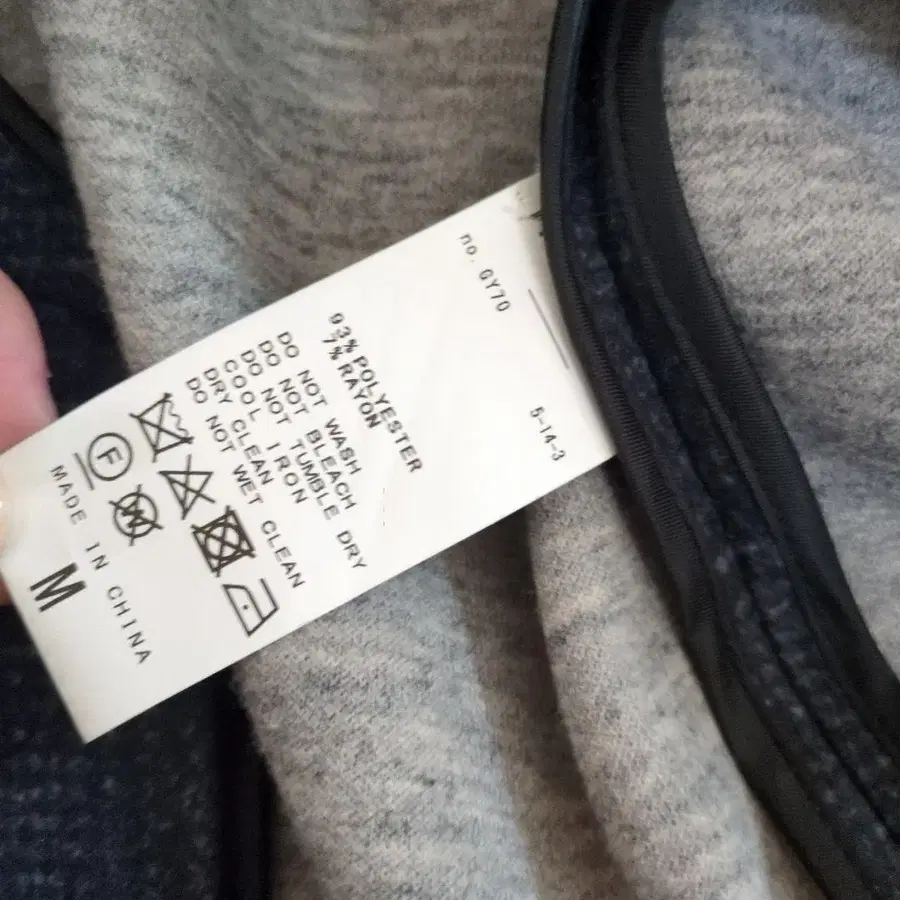 no. GY70
5-14-3
93% POLYESTER
7% RAYON
DO NOT WASH
DO NOT BLEACH
DO NOT TUMBLE DRY
COOL IRON
DRY CLEAN
DO NOT WET CLEAN
F
W
MADE IN CHINA
M